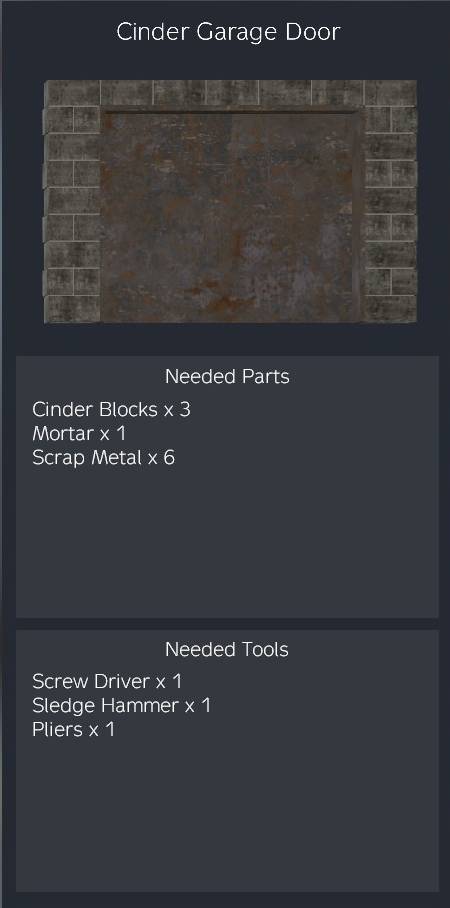 Cinder Garage Door
Needed Parts
Cinder Blocks x 3
Mortar x 1
Scrap Metal x 6
Needed Tools
Screw Driver x 1
Sledge Hammer x 1
Pliers x 1